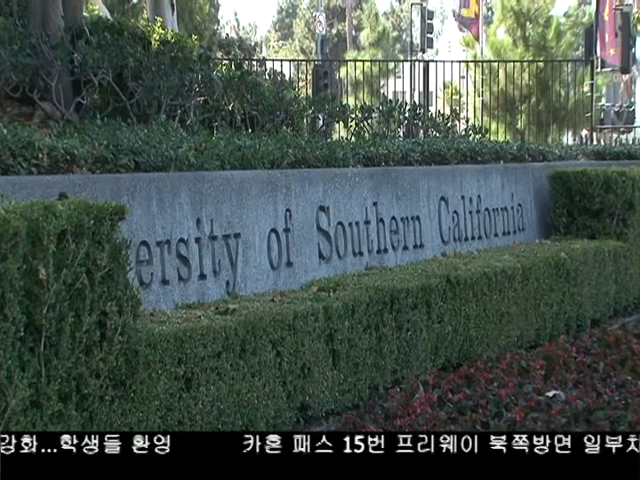 versity of Southern California
강화...학생들 환영 카혼 패스 15번 프리웨이 북쪽방면 일부차